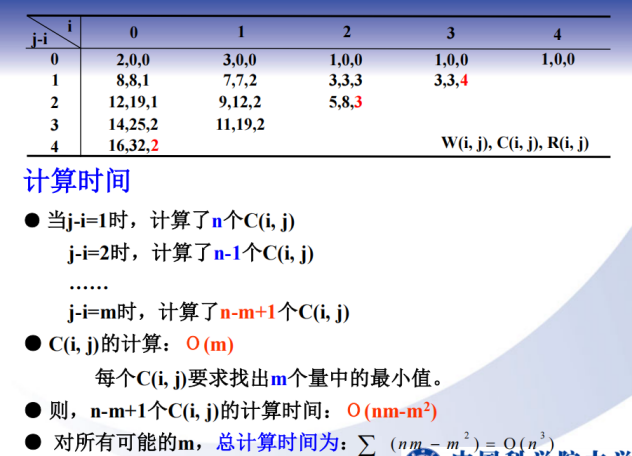 j-i i 0 1 2 3 4
0 2,0,0 3,0,0 1,0,0 1,0,0 1,0,0
1 8,8,1 7,7,2 3,3,3 3,3,4
2 12,19,1 9,12,2 5,8,3
3 14,25,2 11,19,2
4 16,32,2 W(i, j), C(i, j), R(i, j)
计算时间
● 当j-i=1时，计算了n个C(i, j)
j-i=2时，计算了n-1个C(i, j)
……
j-i=m时，计算了n-m+1个C(i, j)
● C(i, j)的计算：O(m)
每个C(i, j)要求找出m个量中的最小值。
● 则，n-m+1个C(i, j)的计算时间：O(nm-m²)
● 对所有可能的m，总计算时间为：∑ (nm − m²) = O(n³)